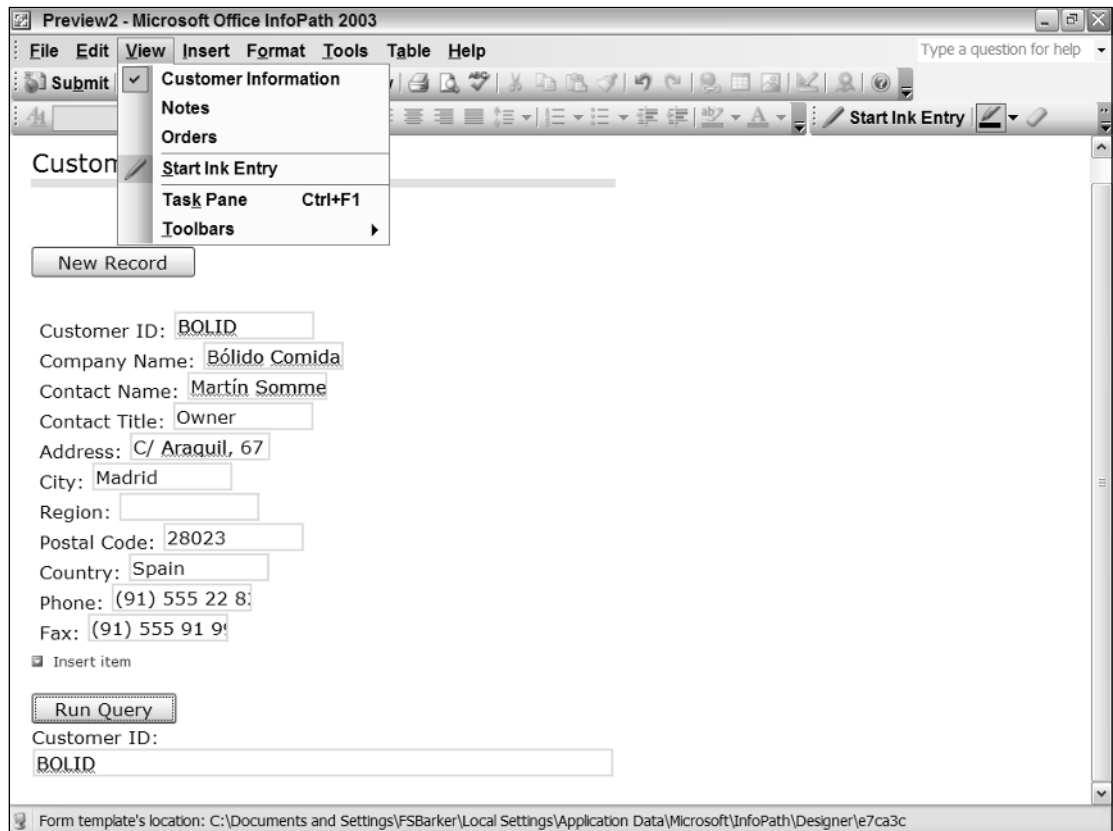 Preview2 - Microsoft Office InfoPath 2003
File Edit View Insert Format Tools Table Help Type a question for help
Submit
Customer Information
Notes
Orders
Start Ink Entry
Task Pane Ctrl+F1
Toolbars
Start Ink Entry
Custom
New Record
Customer ID: BOLID
Company Name: Bólido Comida
Contact Name: Martín Somme
Contact Title: Owner
Address: C/ Araquil, 67
City: Madrid
Region:
Postal Code: 28023
Country: Spain
Phone: (91) 555 22 82
Fax: (91) 555 91 99
Insert item
Run Query
Customer ID:
BOLID
Form template's location: C:\Documents and Settings\FSBarker\Local Settings\Application Data\Microsoft\InfoPath\Designer\e7ca3c